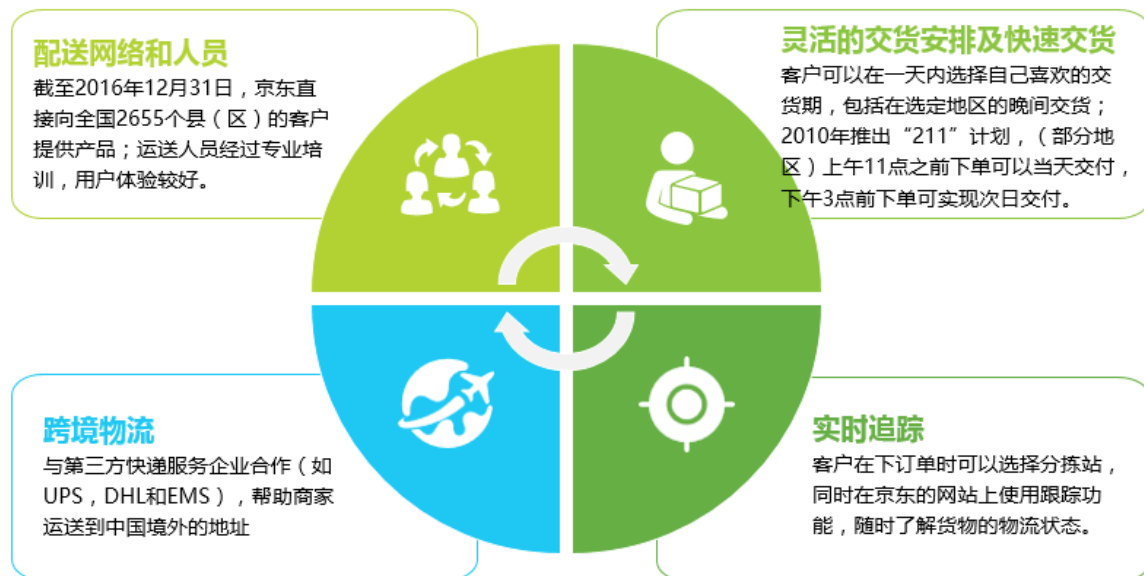 配送网络和人员
截至2016年12月31日，京东直
接向全国2655个县（区）的客户
提供产品；运送人员经过专业培
训，用户体验较好。
灵活的交货安排及快速交货
客户可以在一天内选择自己喜欢的交
货期，包括在选定地区的晚间交货；
2010年推出“211”计划，（部分地
区）上午11点之前下单可以当天交付，
下午3点前下单可实现次日交付。
跨境物流
与第三方快递服务企业合作（如
UPS，DHL和EMS），帮助商家
运送到中国境外的地址
实时追踪
客户在下订单时可以选择分拣站，
同时在京东的网站上使用跟踪功
能，随时了解货物的物流状态。